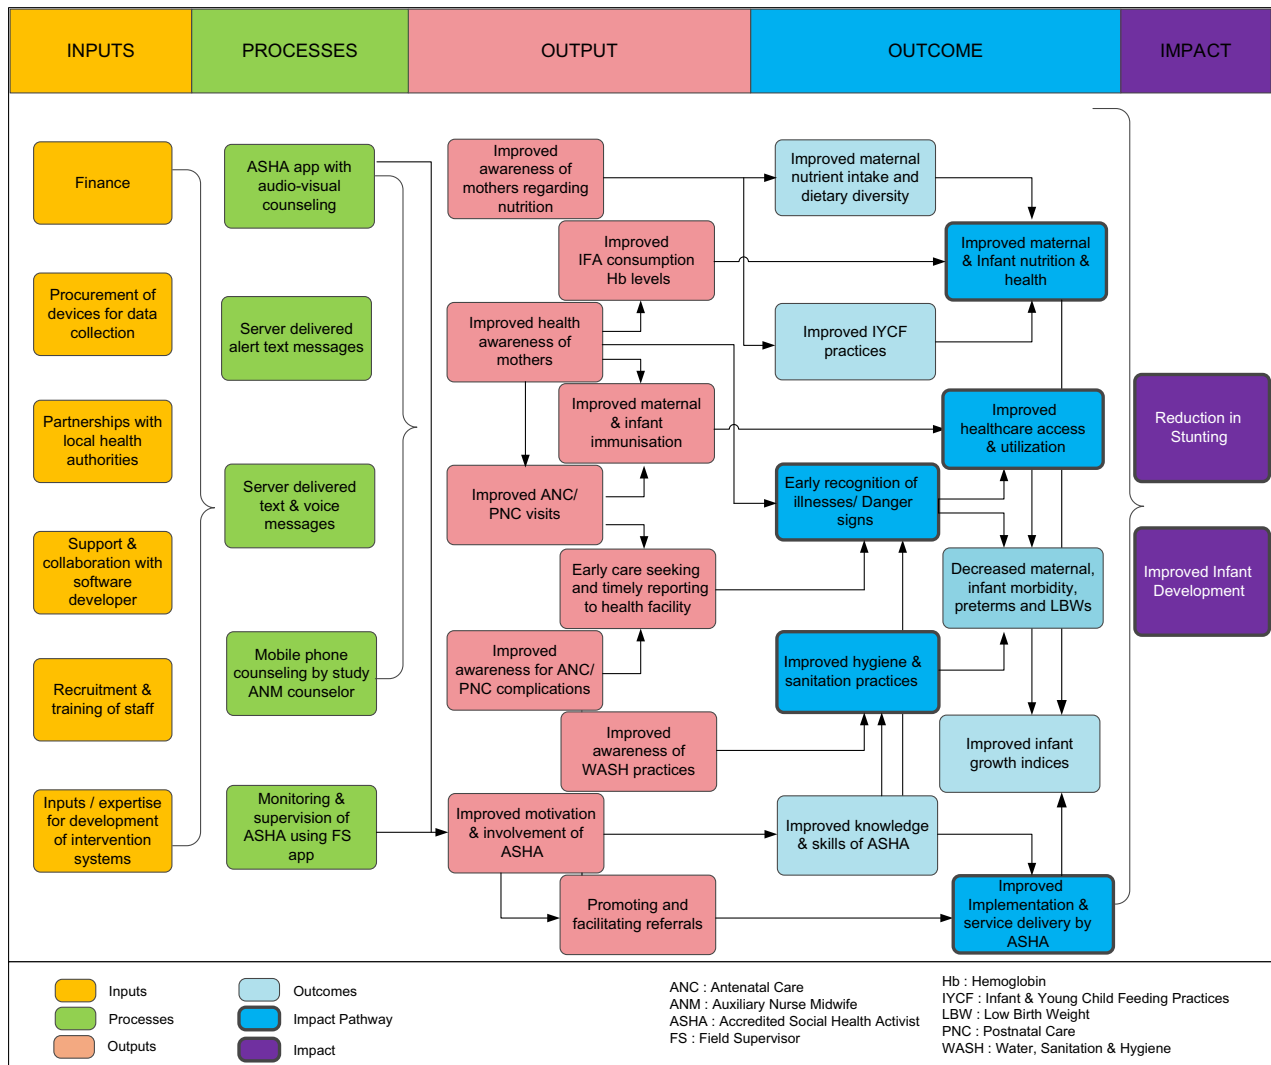 INPUTS
PROCESSES
OUTPUT
OUTCOME
IMPACT
Finance
Procurement of
devices for data
collection
Partnerships with
local health
authorities
Support &
collaboration with
software
developer
Recruitment &
training of staff
Inputs / expertise
for development
of intervention
systems
ASHA app with
audio-visual
counseling
Server delivered
alert text messages
Server delivered
text & voice
messages
Mobile phone
counseling by study
ANM counselor
Monitoring &
supervision of
ASHA using FS
app
Improved
awareness of
mothers regarding
nutrition
Improved
IFA consumption
Hb levels
Improved health
awareness of
mothers
Improved maternal
& infant
immunisation
Improved ANC/
PNC visits
Early care seeking
and timely reporting
to health facility
Improved
awareness for ANC/
PNC complications
Improved
awareness of
WASH practices
Improved motivation
& involvement of
ASHA
Promoting and
facilitating referrals
Improved maternal
nutrient intake and
dietary diversity
Improved maternal
& Infant nutrition &
health
Improved IYCF
practices
Improved
healthcare access
& utilization
Early recognition of
illnesses/ Danger
signs
Decreased maternal,
infant morbidity,
preterms and LBWs
Improved hygiene &
sanitation practices
Improved infant
growth indices
Improved knowledge
& skills of ASHA
Improved
Implementation &
service delivery by
ASHA
Reduction in
Stunting
Improved Infant
Development
Inputs
Processes
Outputs
Outcomes
Impact Pathway
Impact
ANC : Antenatal Care
ANM : Auxiliary Nurse Midwife
ASHA : Accredited Social Health Activist
FS : Field Supervisor
Hb : Hemoglobin
IYCF : Infant & Young Child Feeding Practices
LBW : Low Birth Weight
PNC : Postnatal Care
WASH : Water, Sanitation & Hygiene